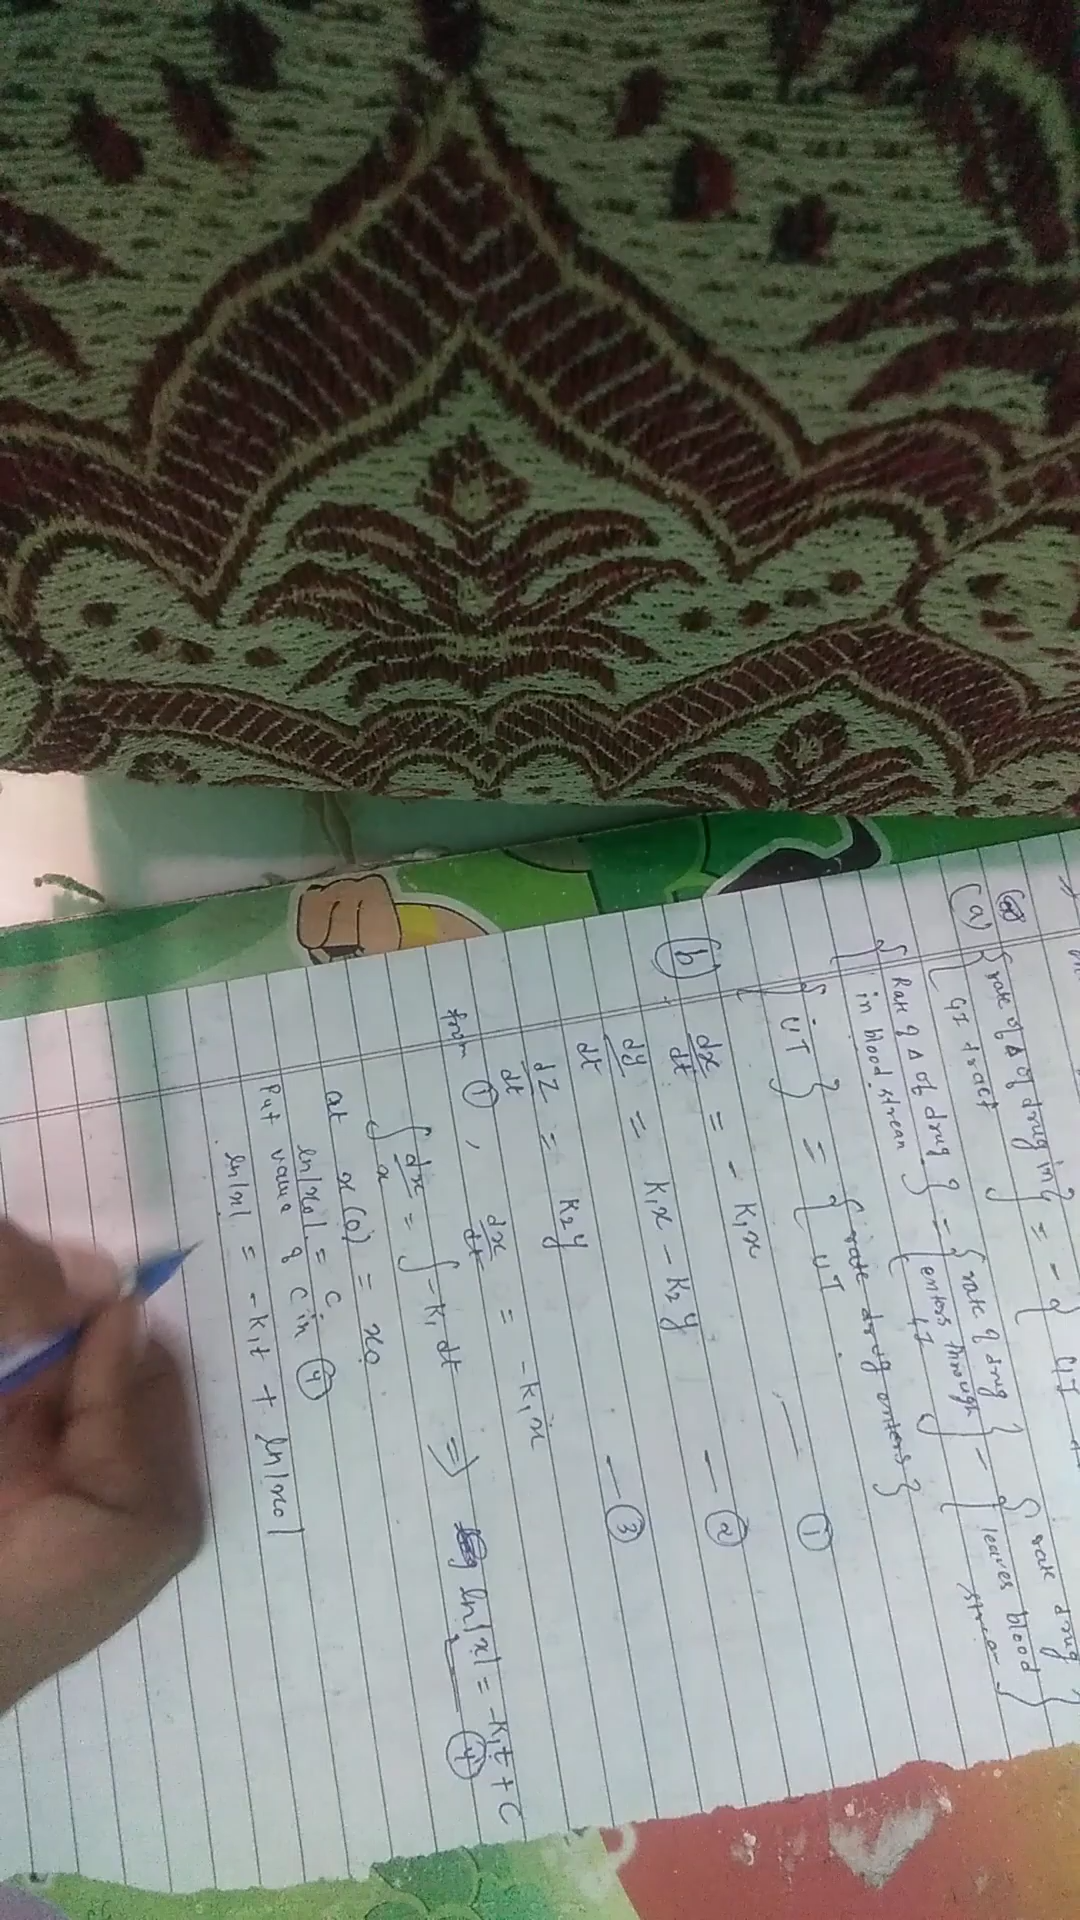 (a) { rate of Δ of drug in } = - { GI
GI tract
{ Rate of Δ of drug } = { rate of drug } - { rate drug }
in blood stream enters through leaves blood
GI stream
{ UT } = { rate drug enters }
UT
(b) dx/dt = - K₁x — ①
dy/dt = K₁x - K₂y — ②
dz/dt = K₂y — ③
from ①, dx/dt = - K₁x
∫ dx/x = ∫ -K₁ dt ⇒ ln|x| = -K₁t + C — ④
at x(0) = x₀
ln|x₀| = C
Put value of C in ④
ln|x| = -K₁t + ln|x₀|